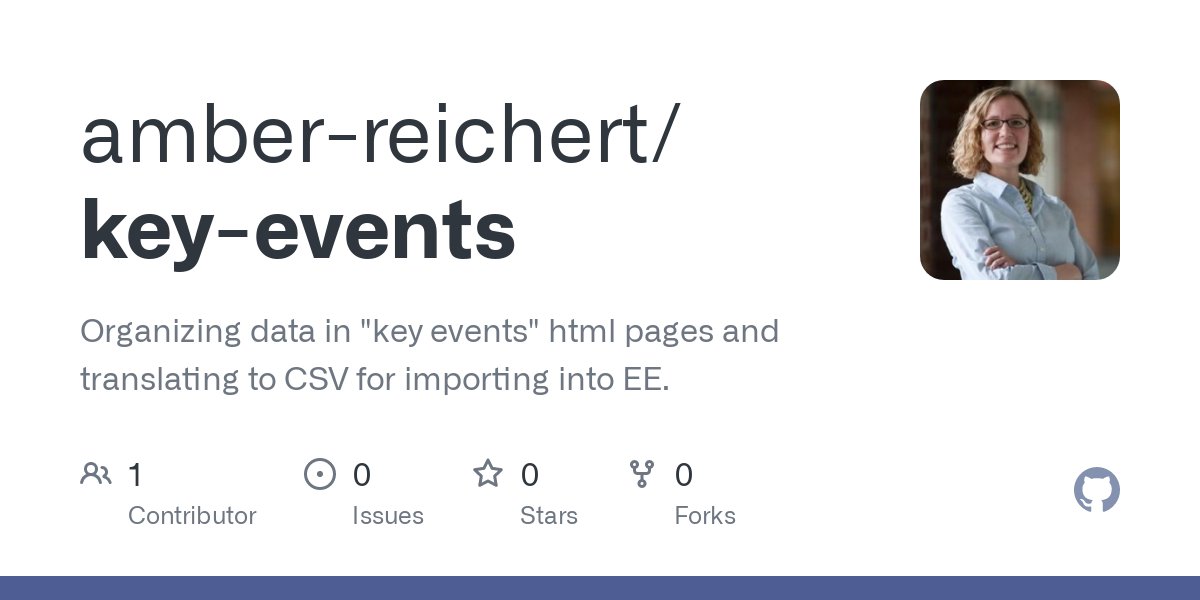 amber-reichert/
key-events
Organizing data in "key events" html pages and
translating to CSV for importing into EE.
1 0 0 0
Contributor Issues Stars Forks